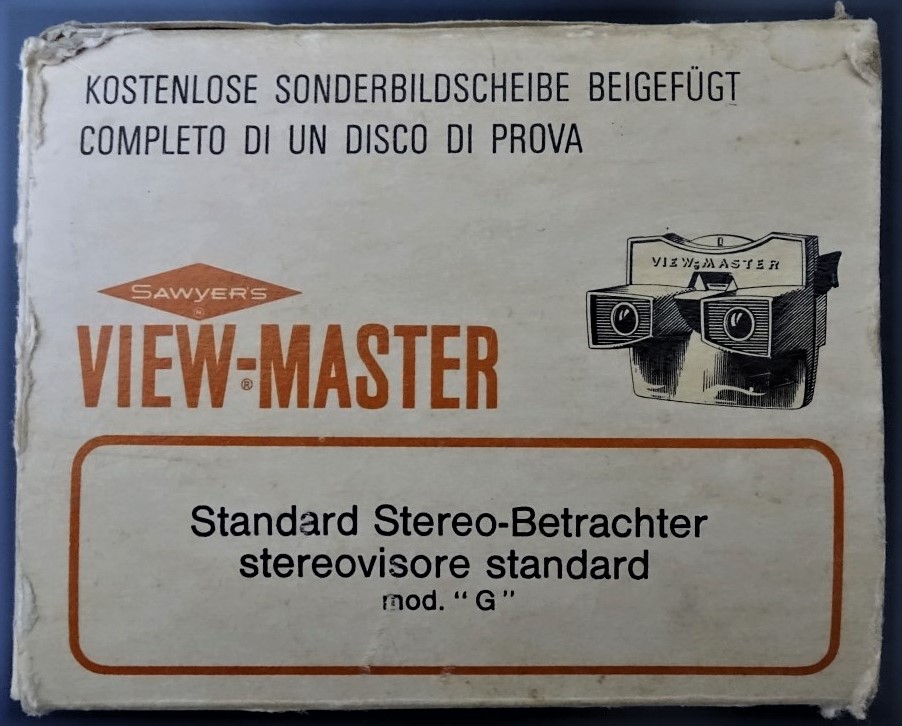 KOSTENLOSE SONDERBILDSCHEIBE BEIGEFÜGT
COMPLETO DI UN DISCO DI PROVA
VIEW-MASTER
SAWYER'S
®
VIEW-MASTER
®
Standard Stereo-Betrachter
stereovisore standard
mod. “ G ”